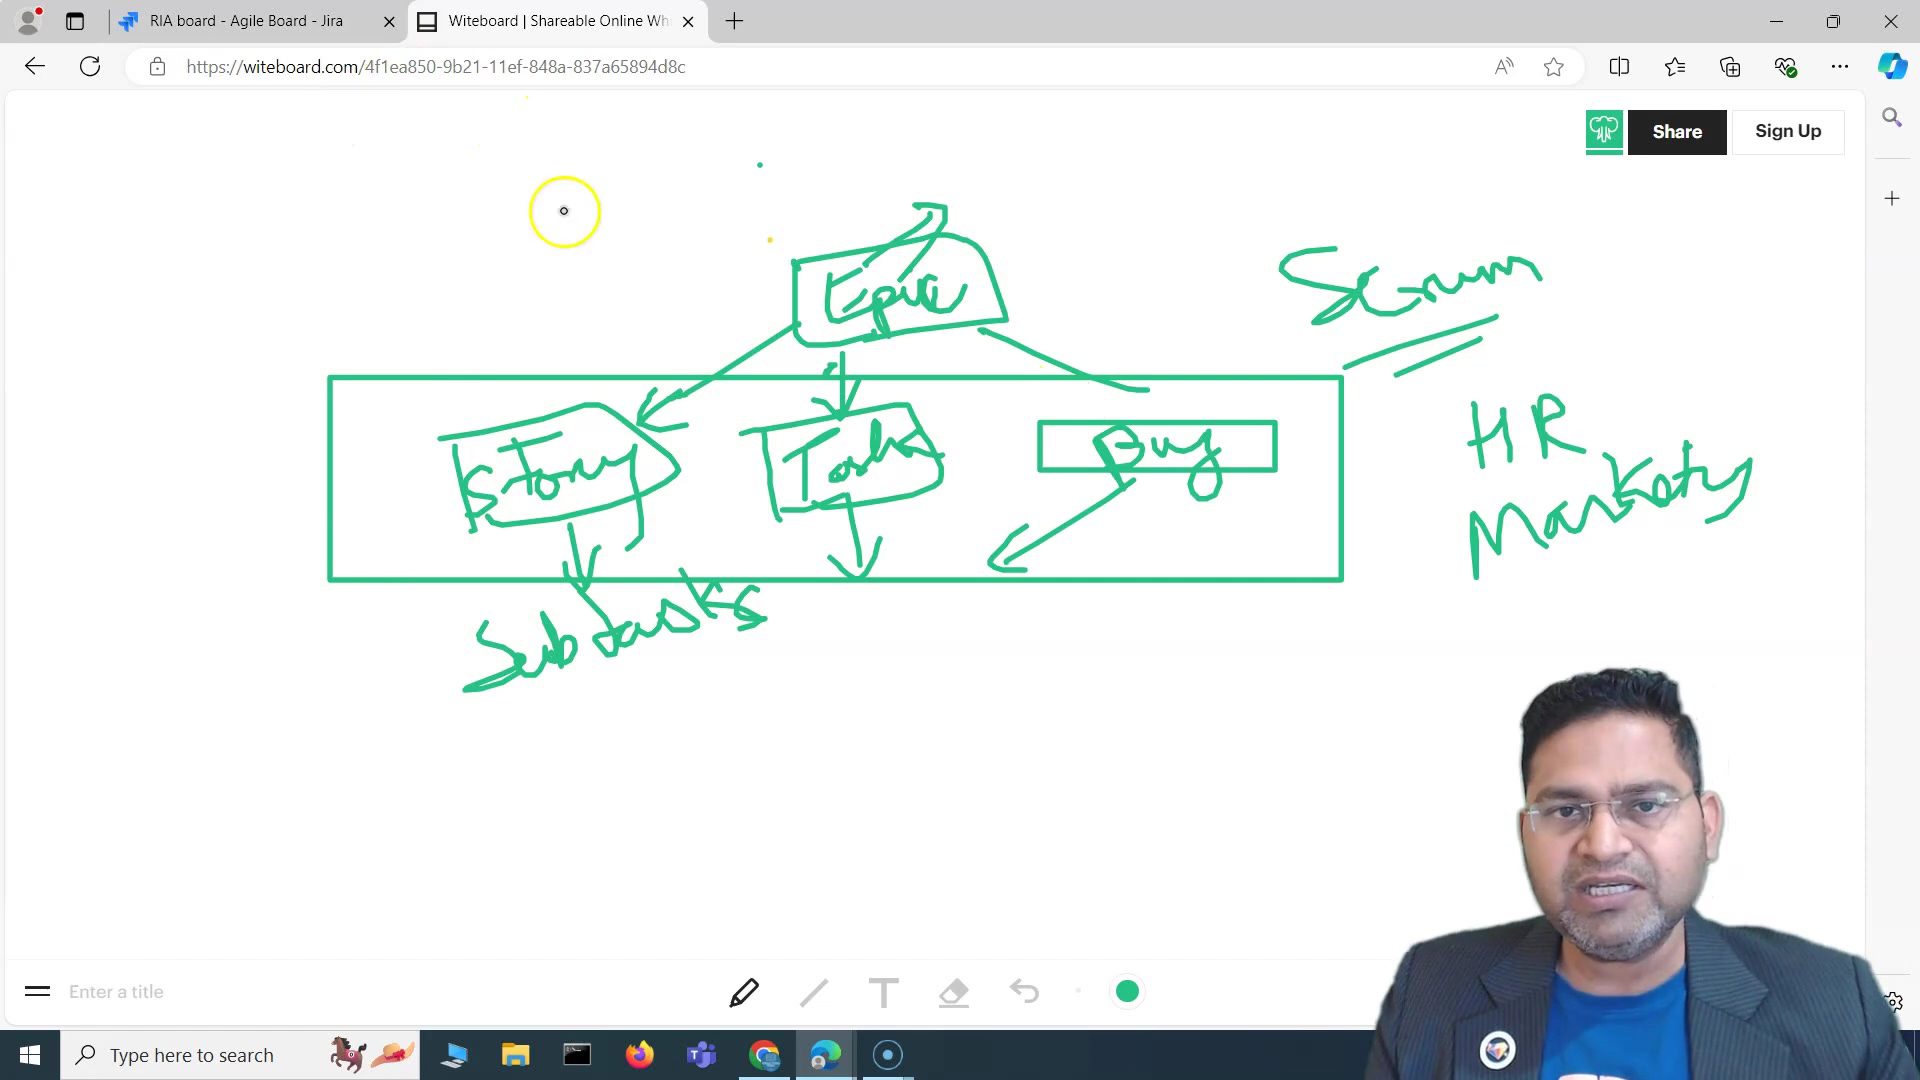 RIA board - Agile Board - Jira
Witeboard | Shareable Online Wh
https://witeboard.com/4f1ea850-9b21-11ef-848a-837a65894d8c
Share
Sign Up
Epic
Scrum
Story
Task
Bug
HR
Marketing
Subtasks
Enter a title
Type here to search